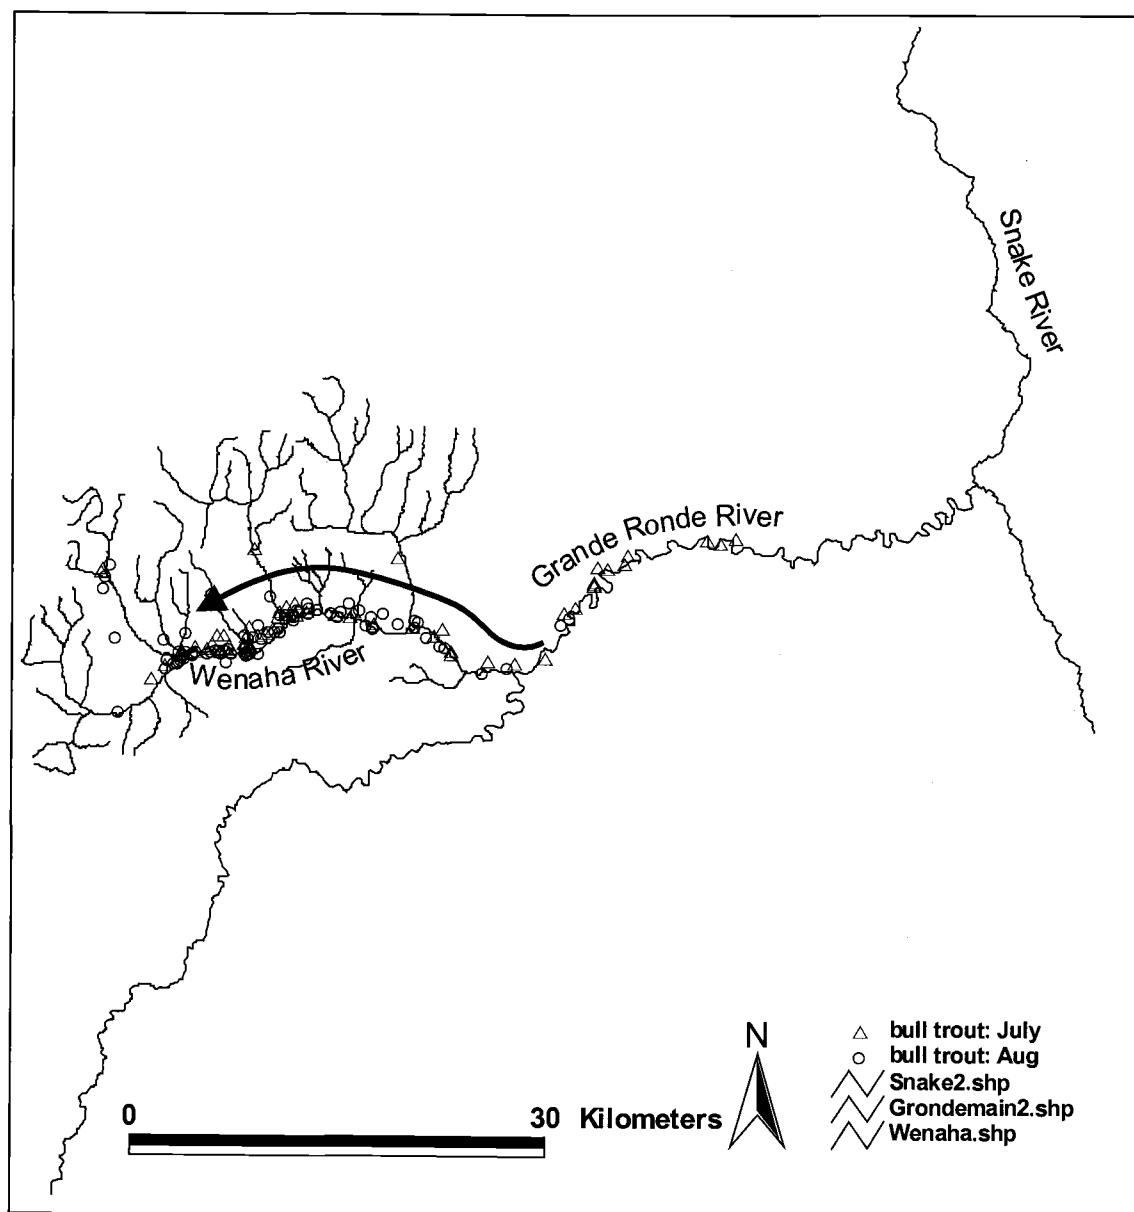 Snake River
Grande Ronde River
Wenaha River
N
bull trout: July
bull trout: Aug
Snake2.shp
Grondemain2.shp
Wenaha.shp
0 30 Kilometers